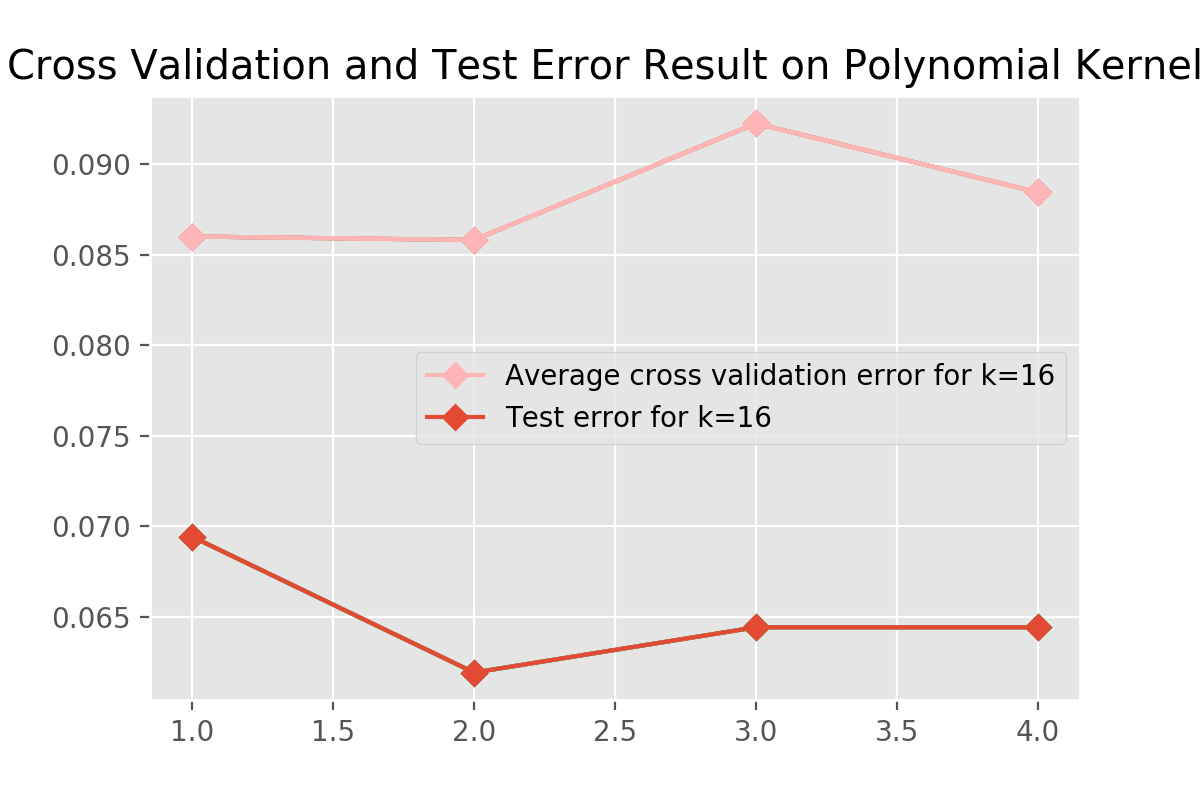 Cross Validation and Test Error Result on Polynomial Kernel
0.090
0.085
0.080
Average cross validation error for k=16
Test error for k=16
0.075
0.070
0.065
1.0 1.5 2.0 2.5 3.0 3.5 4.0